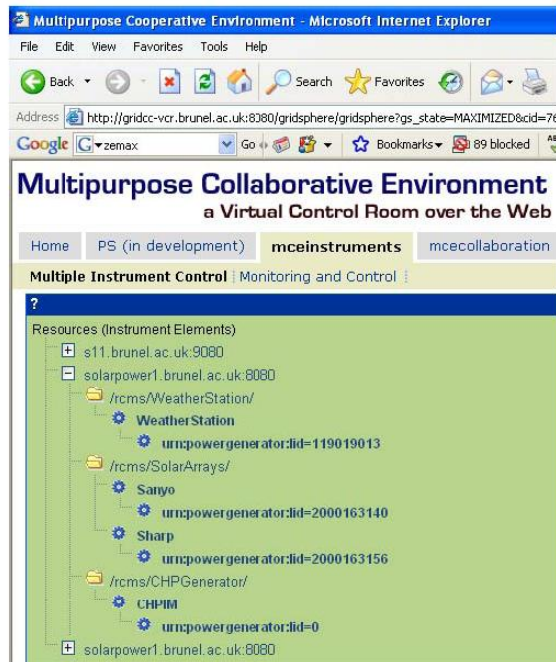 Multipurpose Cooperative Environment - Microsoft Internet Explorer
File Edit View Favorites Tools Help
Back Search Favorites
Address http://gridcc-vcr.brunel.ac.uk:8080/gridsphere/gridsphere?gs_state=MAXIMIZED&cid=76
Google G zemax Go Bookmarks 89 blocked
Multipurpose Collaborative Environment
a Virtual Control Room over the Web
Home PS (in development) mceinstruments mcecollaboration
Multiple Instrument Control Monitoring and Control
?
Resources (Instrument Elements)
s11.brunel.ac.uk:9080
solarpower1.brunel.ac.uk:8080
/rcms/WeatherStation/
WeatherStation
urn:powergenerator:lid=119019013
/rcms/SolarArrays/
Sanyo
urn:powergenerator:lid=2000163140
Sharp
urn:powergenerator:lid=2000163156
/rcms/CHPGenerator/
CHPIM
urn:powergenerator:lid=0
solarpower1.brunel.ac.uk:8080